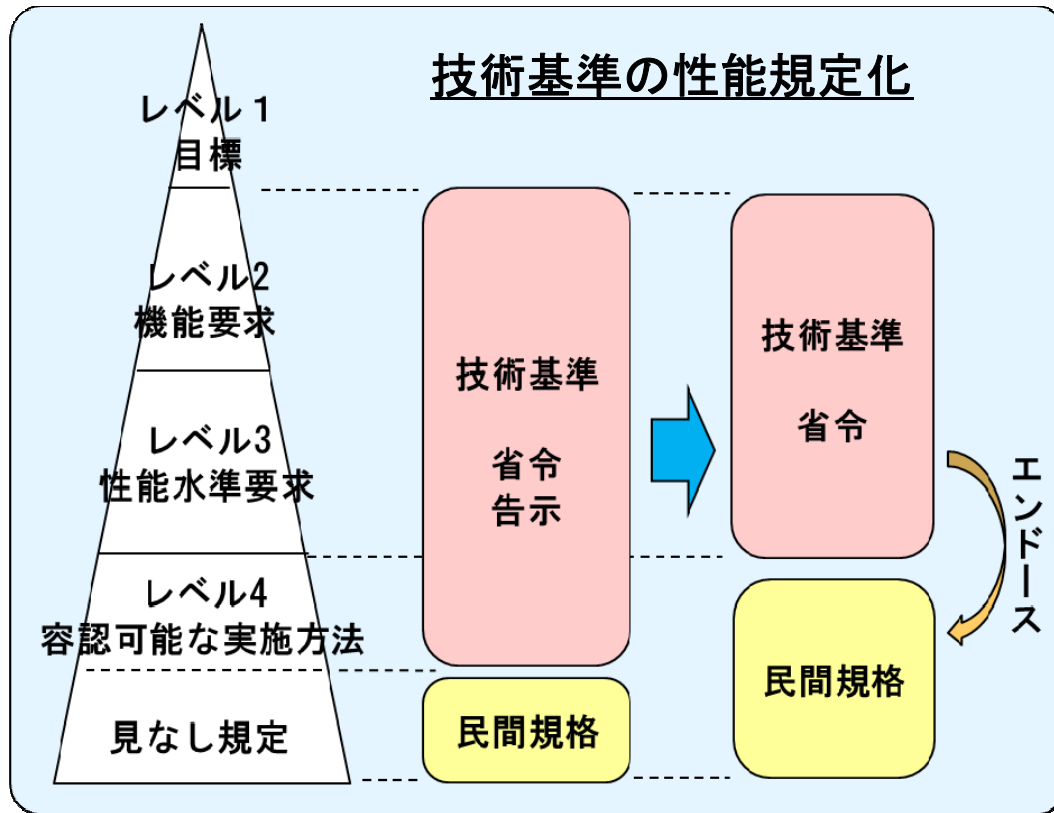 技術基準の性能規定化
レベル１
目標
レベル2
機能要求
レベル3
性能水準要求
レベル4
容認可能な実施方法
見なし規定
技術基準
省令
告示
民間規格
技術基準
省令
民間規格
エンドース